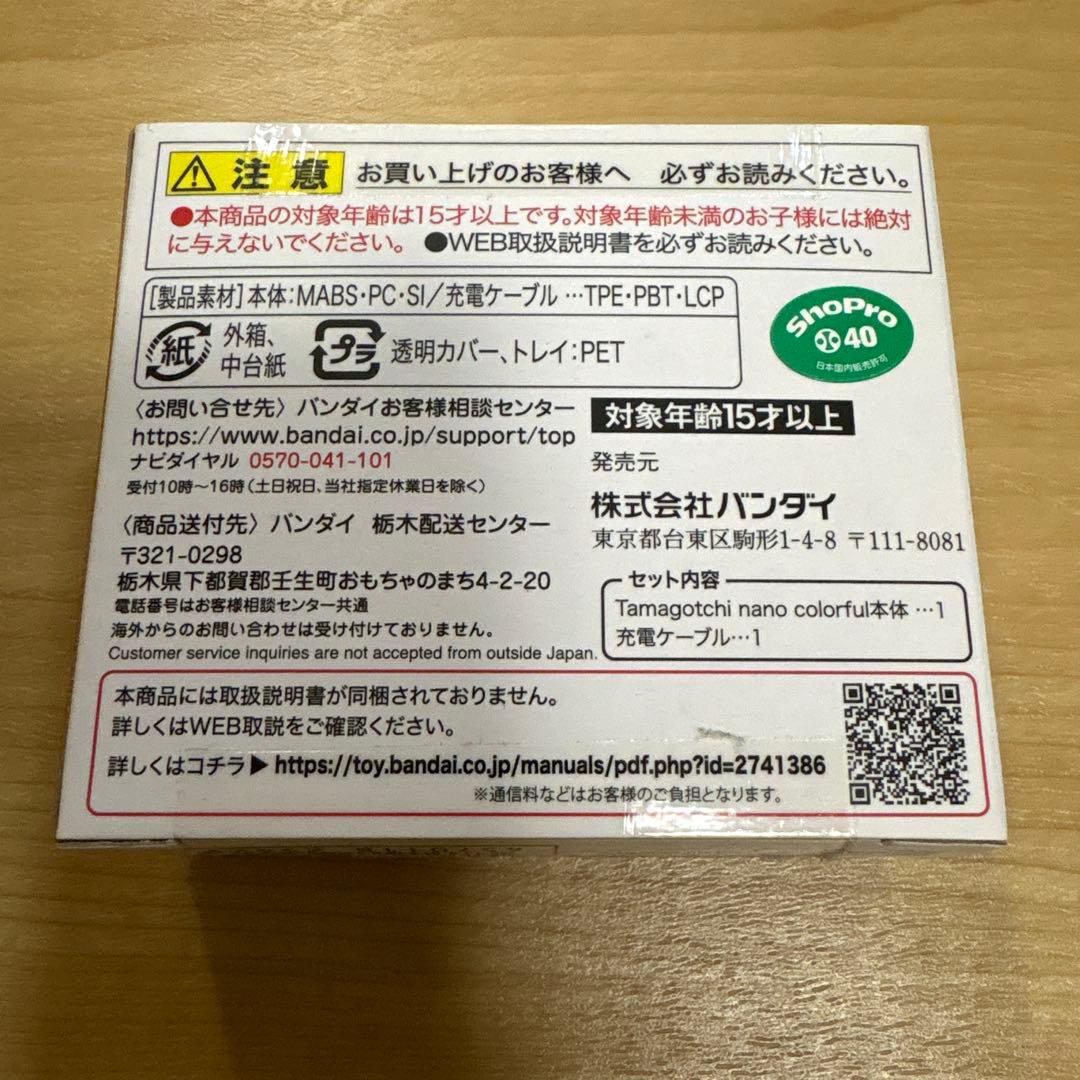 注意 お買い上げのお客様へ 必ずお読みください。
●本商品の対象年齢は15才以上です。対象年齢未満のお子様には絶対
に与えないでください。 ●WEB取扱説明書を必ずお読みください。
[製品素材]本体:MABS・PC・SI/充電ケーブル…TPE・PBT・LCP
紙 外箱、
中台紙
プラ 透明カバー、トレイ:PET
ShoPro
40
日本国内販売許可
〈お問い合せ先〉バンダイお客様相談センター
https://www.bandai.co.jp/support/top
ナビダイヤル 0570-041-101
受付10時〜16時(土日祝日、当社指定休業日を除く)
〈商品送付先〉バンダイ 栃木配送センター
〒321-0298
栃木県下都賀郡壬生町おもちゃのまち4-2-20
電話番号はお客様相談センター共通
海外からのお問い合わせは受け付けておりません。
Customer service inquiries are not accepted from outside Japan.
対象年齢15才以上
発売元
株式会社バンダイ
東京都台東区駒形1-4-8 〒111-8081
セット内容
Tamagotchi nano colorful本体…1
充電ケーブル…1
本商品には取扱説明書が同梱されておりません。
詳しくはWEB取説をご確認ください。
詳しくはコチラ▶https://toy.bandai.co.jp/manuals/pdf.php?id=2741386
※通信料などはお客様のご負担となります。